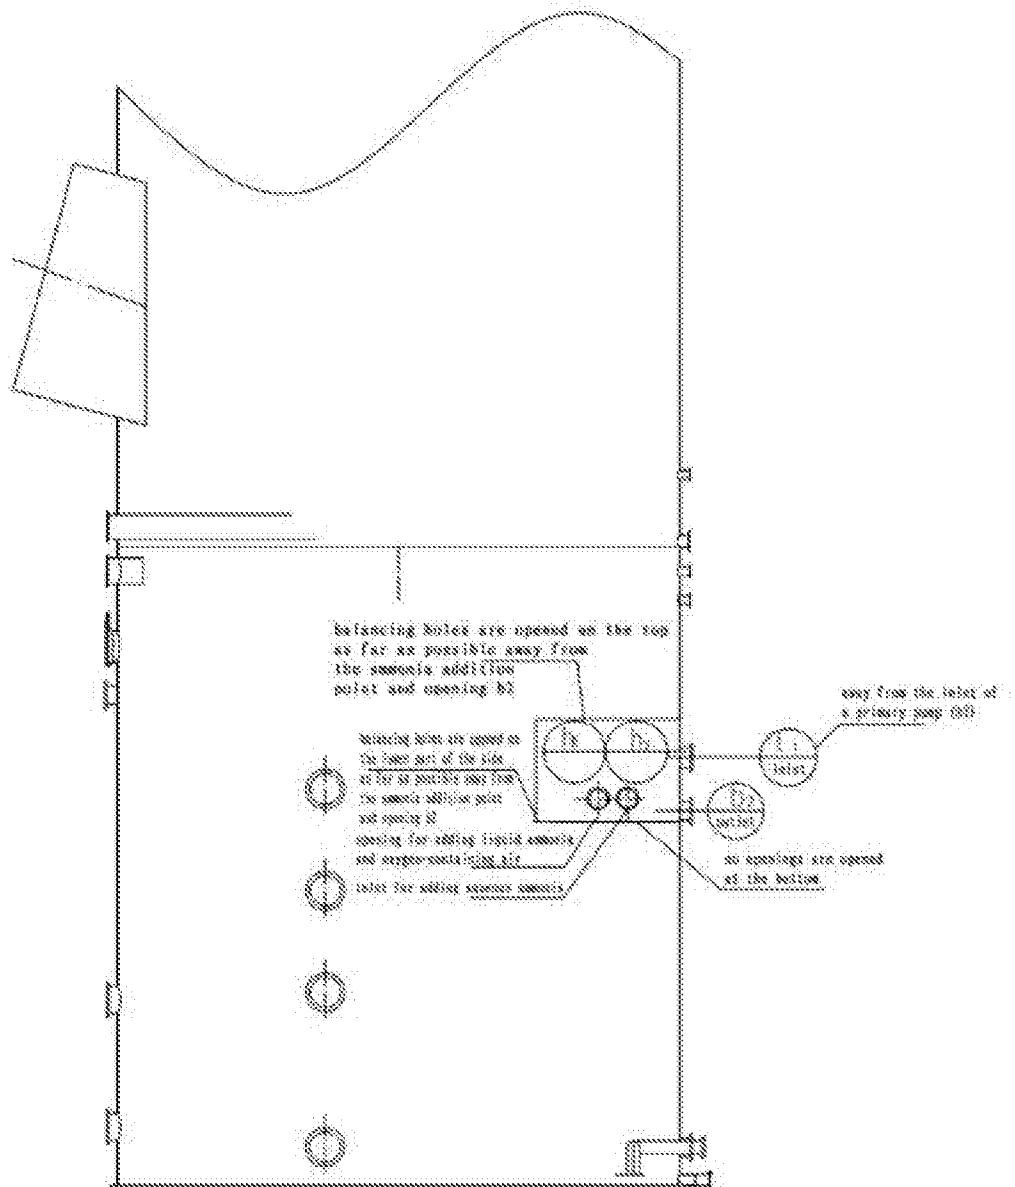 balancing holes are opened on the top
as far as possible away from
the ammonia addition
point and opening b2
away from the inlet of
a primary pump (b2)
balancing holes are opened on
the lower part of the side
as far as possible away from
the ammonia addition point
and opening b2
inlet
outlet
opening for adding liquid ammonia
and oxygen-containing air
inlet for adding aqueous ammonia
no openings are opened
at the bottom